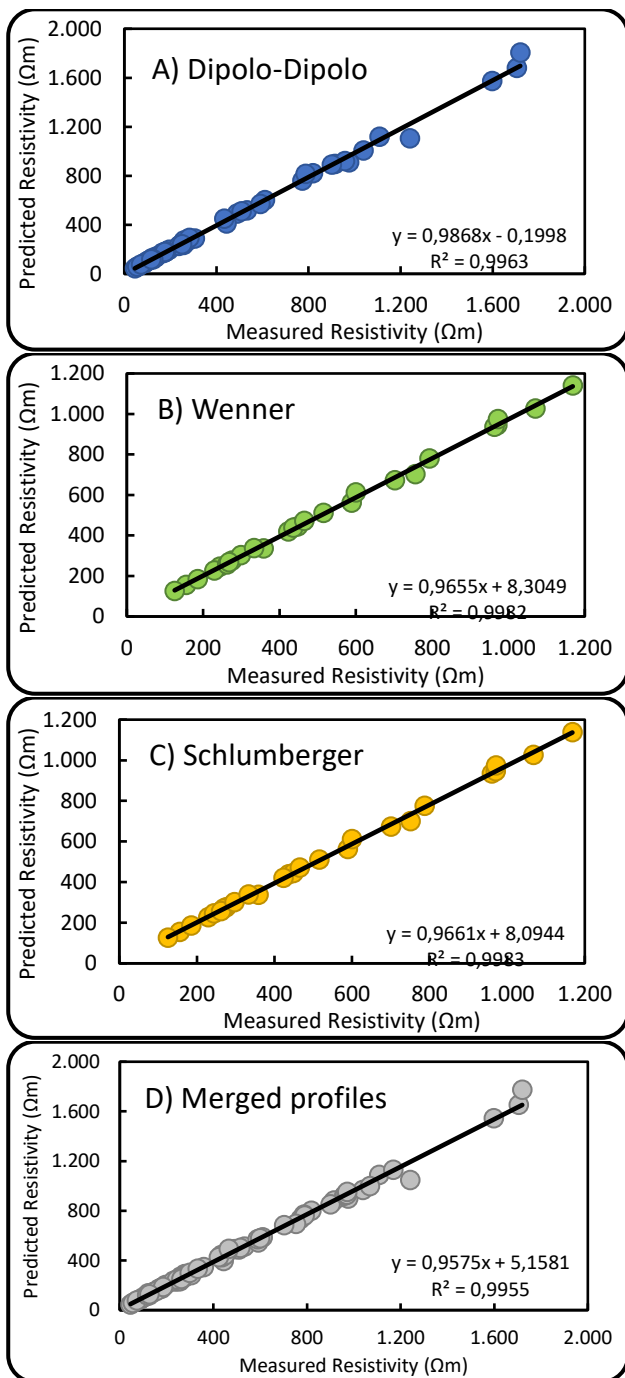 A) Dipolo-Dipolo
Predicted Resistivity (Ωm)
2.000
1.600
1.200
800
400
0
y = 0,9868x - 0,1998
R² = 0,9963
0 400 800 1.200 1.600 2.000
Measured Resistivity (Ωm)
B) Wenner
Predicted Resistivity (Ωm)
1.200
1.000
800
600
400
200
0
y = 0,9655x + 8,3049
R² = 0,9982
0 200 400 600 800 1.000 1.200
Measured Resistivity (Ωm)
C) Schlumberger
Predicted Resistivity (Ωm)
1.200
1.000
800
600
400
200
0
y = 0,9661x + 8,0944
R² = 0,9983
0 200 400 600 800 1.000 1.200
Measured Resistivity (Ωm)
D) Merged profiles
Predicted Resistivity (Ωm)
2.000
1.600
1.200
800
400
0
y = 0,9575x + 5,1581
R² = 0,9955
0 400 800 1.200 1.600 2.000
Measured Resistivity (Ωm)